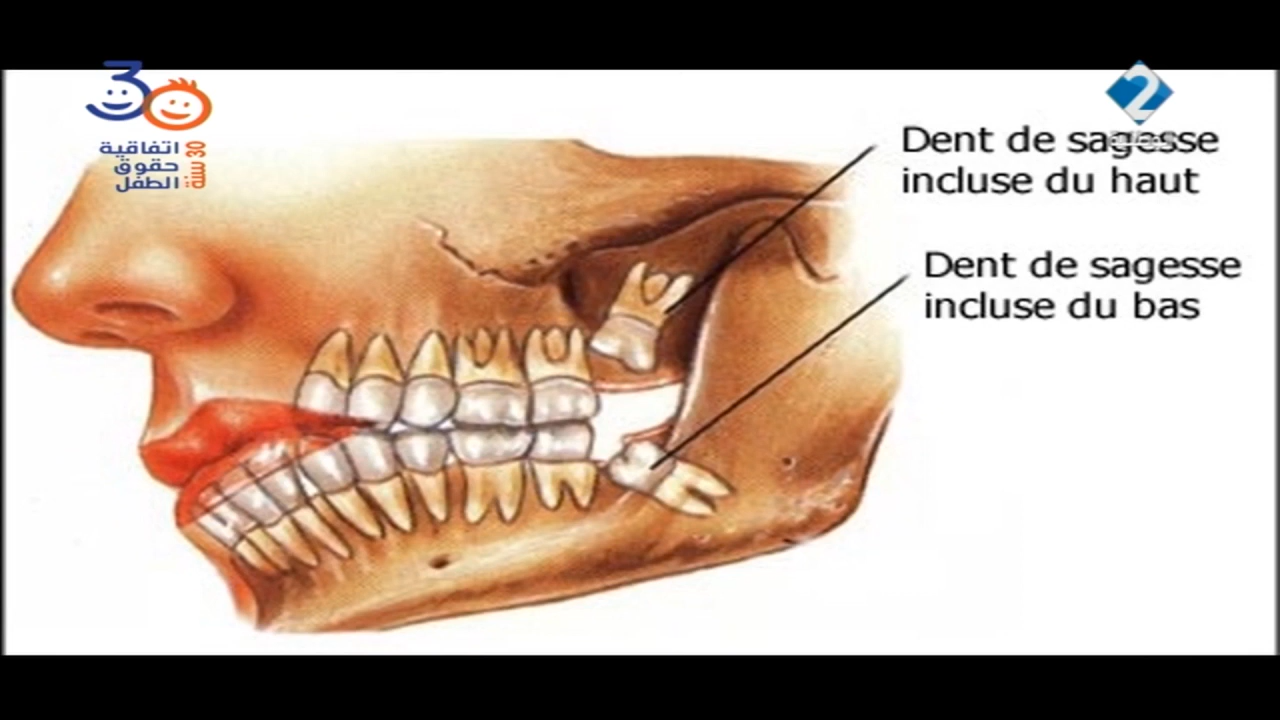 30
اتفاقية
حقوق
الطفل
30 سنة
2
Dent de sagesse
incluse du haut
Dent de sagesse
incluse du bas